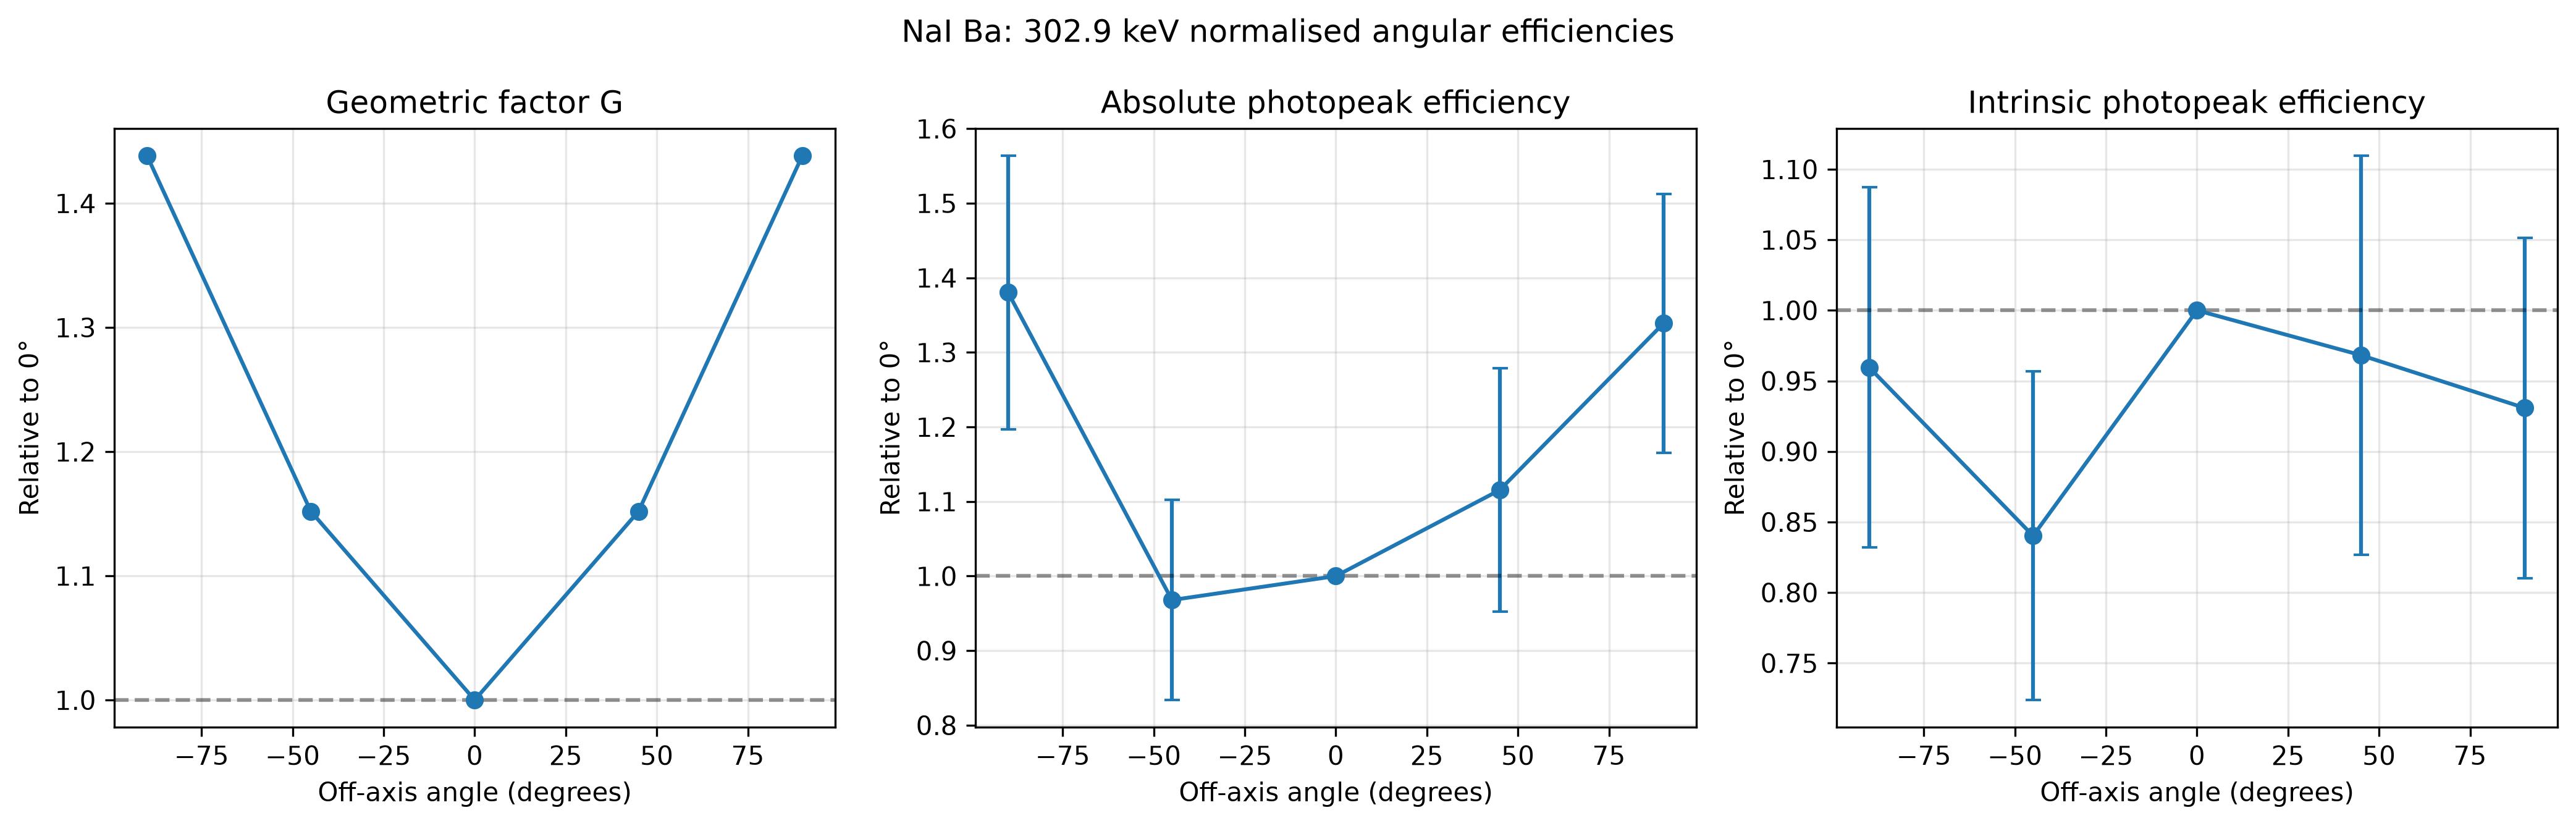 NaI Ba: 302.9 keV normalised angular efficiencies
Geometric factor G
1.4
1.3
1.2
1.1
1.0
Relative to 0°
−75 −50 −25 0 25 50 75
Off-axis angle (degrees)
Absolute photopeak efficiency
1.6
1.5
1.4
1.3
1.2
1.1
1.0
0.9
0.8
Relative to 0°
−75 −50 −25 0 25 50 75
Off-axis angle (degrees)
Intrinsic photopeak efficiency
1.10
1.05
1.00
0.95
0.90
0.85
0.80
0.75
Relative to 0°
−75 −50 −25 0 25 50 75
Off-axis angle (degrees)